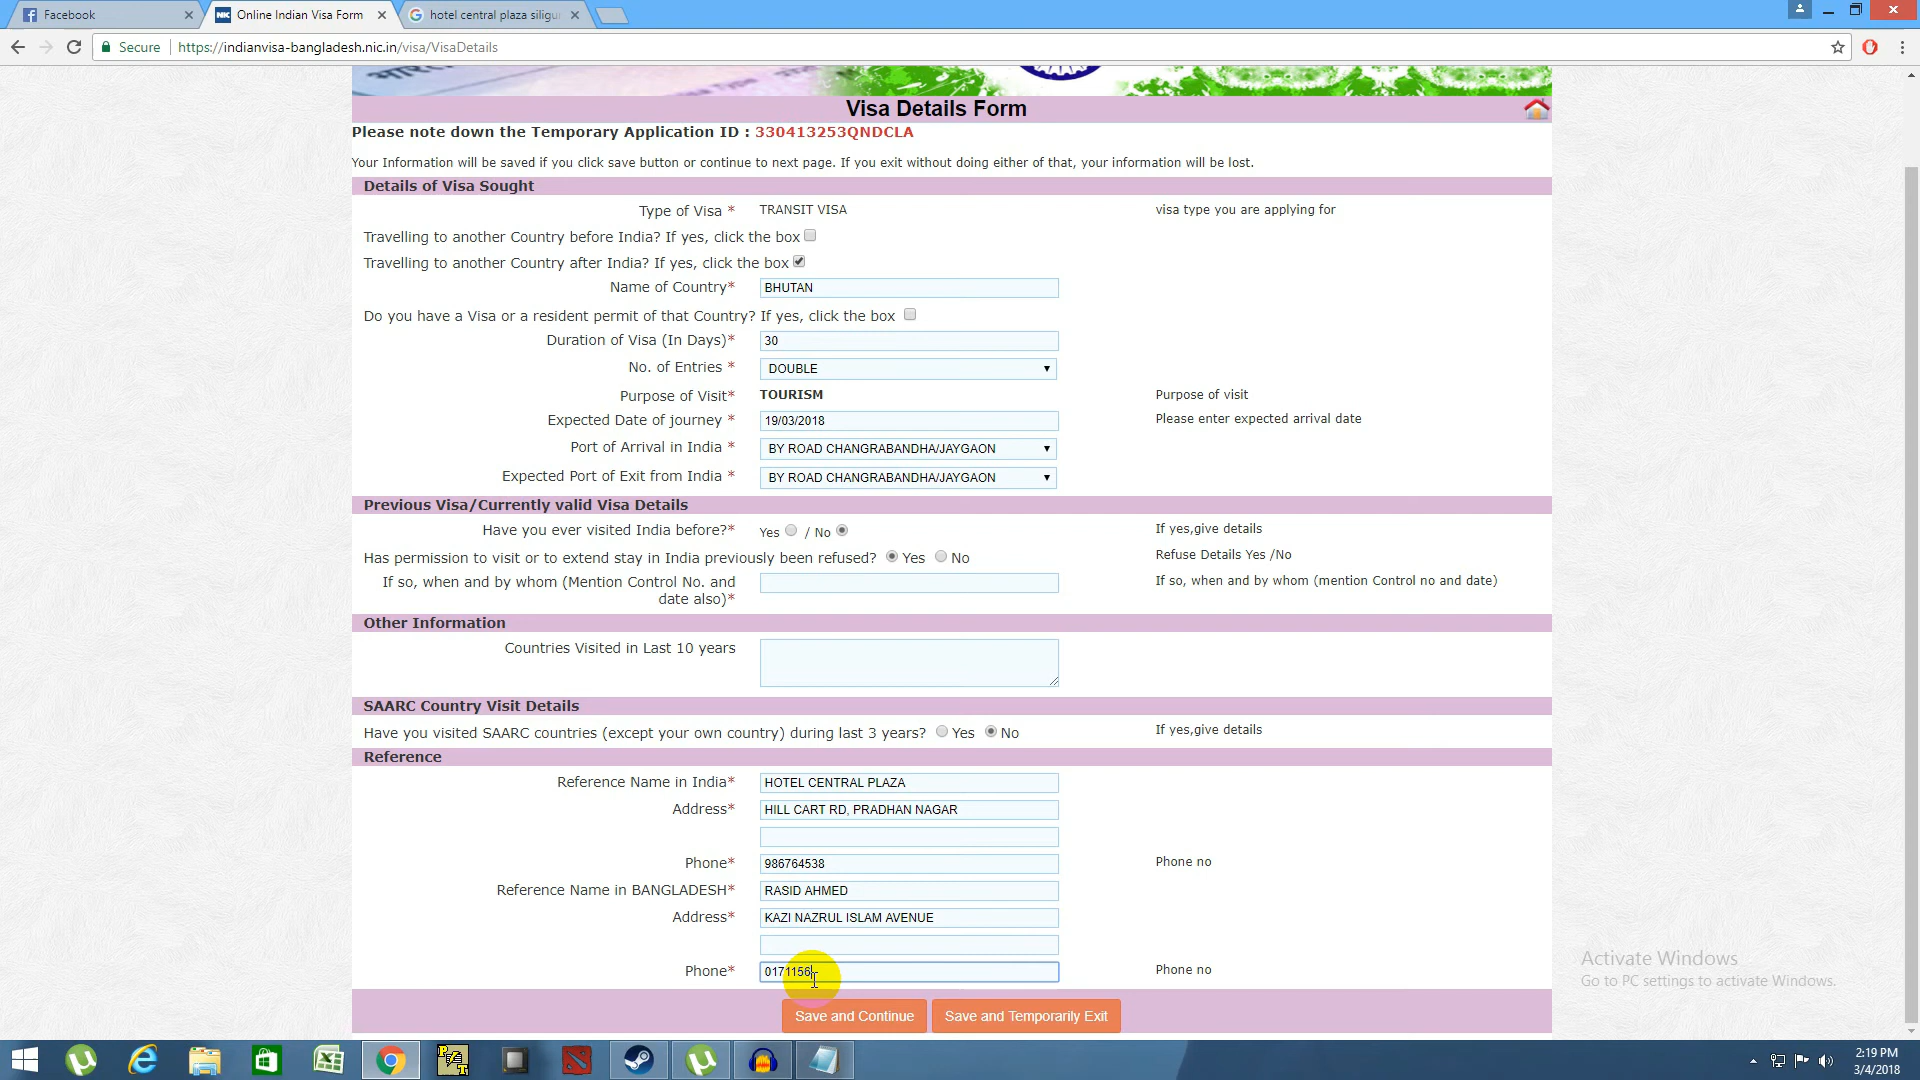 Facebook
Online Indian Visa Form
hotel central plaza siligu
Secure | https://indianvisa-bangladesh.nic.in/visa/VisaDetails
Visa Details Form
Please note down the Temporary Application ID : 330413253QNDCLA
Your Information will be saved if you click save button or continue to next page. If you exit without doing either of that, your information will be lost.
Details of Visa Sought
Type of Visa * TRANSIT VISA visa type you are applying for
Travelling to another Country before India? If yes, click the box
Travelling to another Country after India? If yes, click the box
Name of Country* BHUTAN
Do you have a Visa or a resident permit of that Country? If yes, click the box
Duration of Visa (In Days)* 30
No. of Entries * DOUBLE
Purpose of Visit* TOURISM Purpose of visit
Expected Date of journey * 19/03/2018 Please enter expected arrival date
Port of Arrival in India * BY ROAD CHANGRABANDHA/JAYGAON
Expected Port of Exit from India * BY ROAD CHANGRABANDHA/JAYGAON
Previous Visa/Currently valid Visa Details
Have you ever visited India before?* Yes / No If yes,give details
Has permission to visit or to extend stay in India previously been refused? Yes No Refuse Details Yes /No
If so, when and by whom (Mention Control No. and If so, when and by whom (mention Control no and date)
date also)*
Other Information
Countries Visited in Last 10 years
SAARC Country Visit Details
Have you visited SAARC countries (except your own country) during last 3 years? Yes No If yes,give details
Reference
Reference Name in India* HOTEL CENTRAL PLAZA
Address* HILL CART RD, PRADHAN NAGAR
Phone* 986764538 Phone no
Reference Name in BANGLADESH* RASID AHMED
Address* KAZI NAZRUL ISLAM AVENUE
Phone* 0171156 Phone no
Save and Continue Save and Temporarily Exit
Activate Windows
Go to PC settings to activate Windows.
2:19 PM
3/4/2018